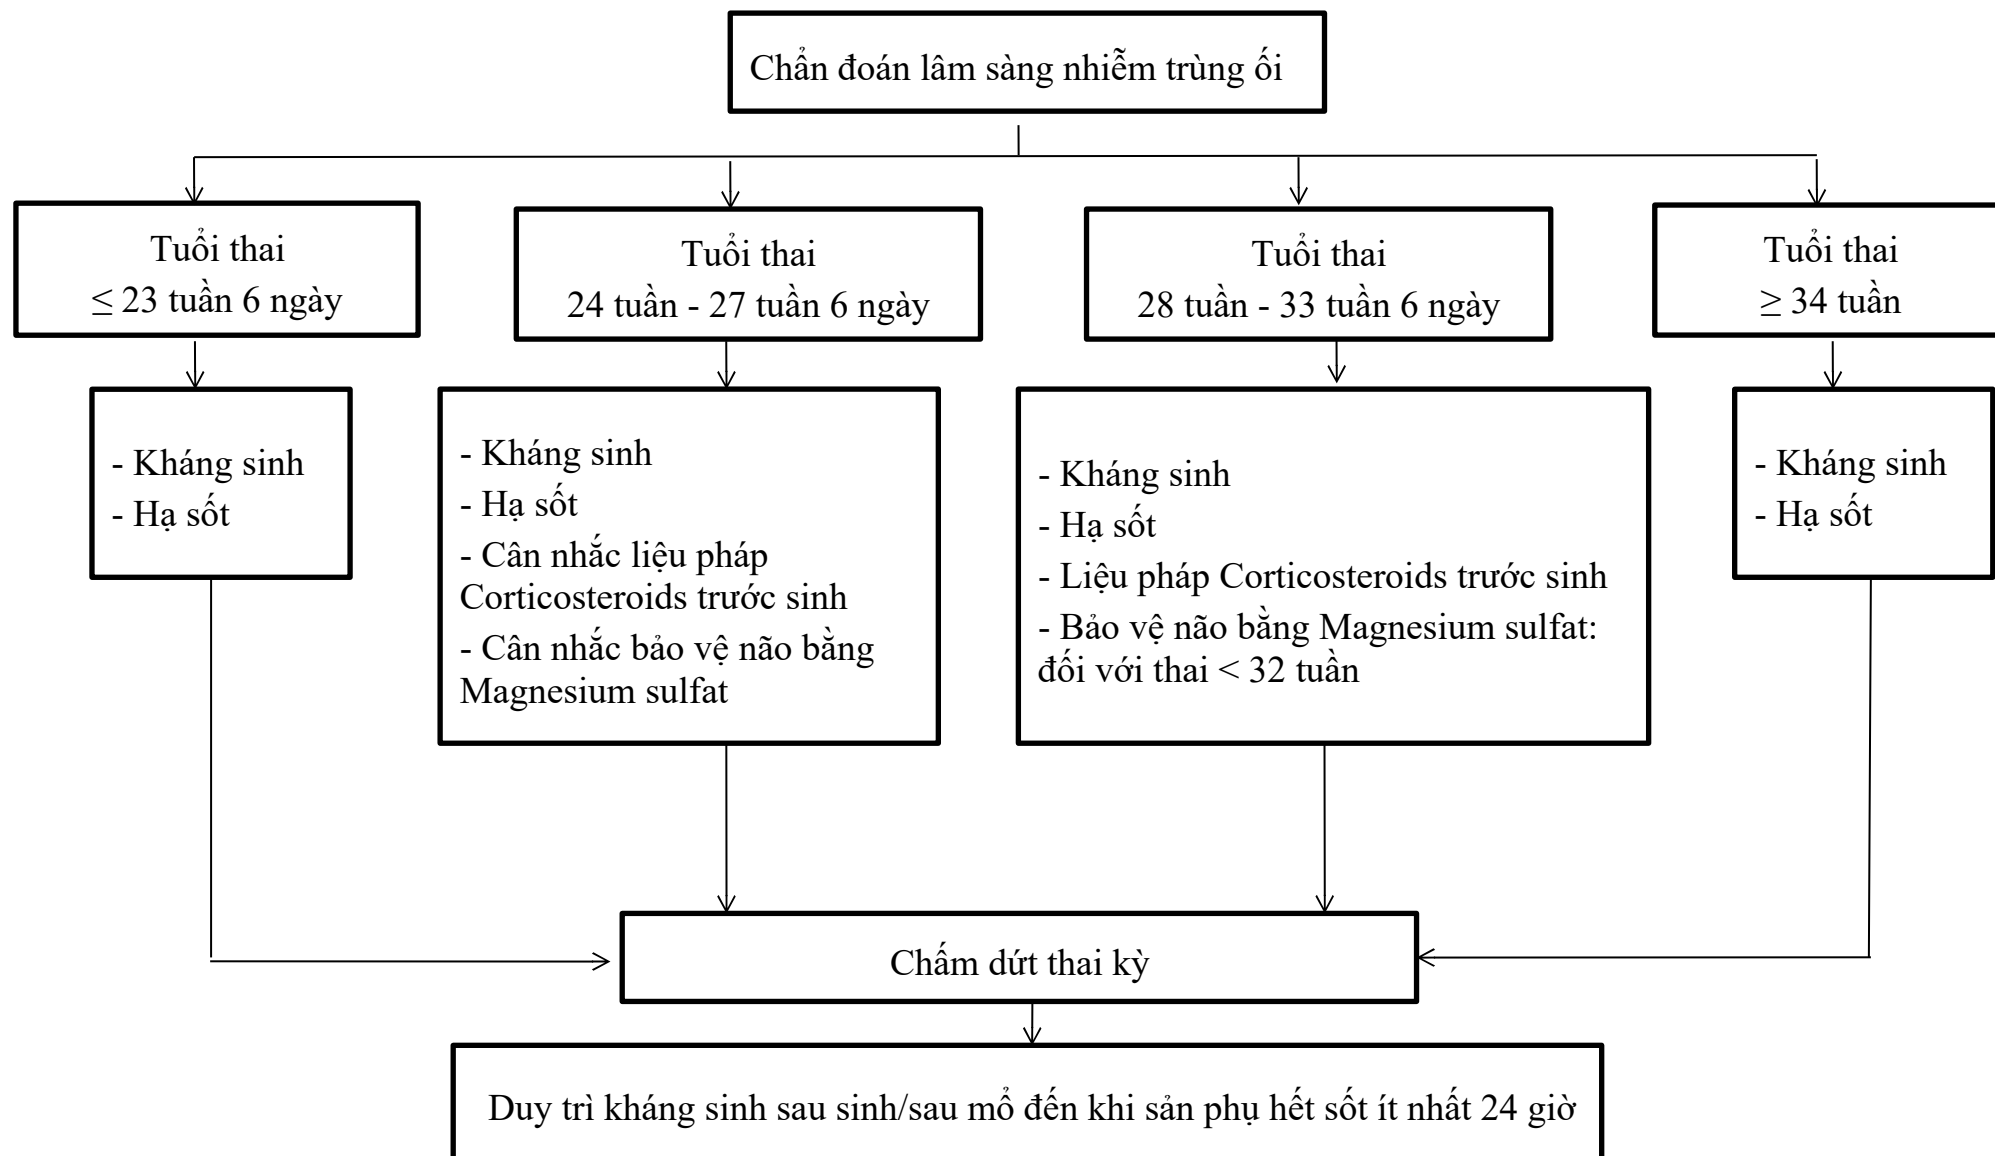 Chẩn đoán lâm sàng nhiễm trùng ối
Tuổi thai
≤ 23 tuần 6 ngày
Tuổi thai
24 tuần - 27 tuần 6 ngày
Tuổi thai
28 tuần - 33 tuần 6 ngày
Tuổi thai
≥ 34 tuần
- Kháng sinh
- Hạ sốt
- Kháng sinh
- Hạ sốt
- Cân nhắc liệu pháp
Corticosteroids trước sinh
- Cân nhắc bảo vệ não bằng
Magnesium sulfat
- Kháng sinh
- Hạ sốt
- Liệu pháp Corticosteroids trước sinh
- Bảo vệ não bằng Magnesium sulfat:
đối với thai < 32 tuần
- Kháng sinh
- Hạ sốt
Chấm dứt thai kỳ
Duy trì kháng sinh sau sinh/sau mổ đến khi sản phụ hết sốt ít nhất 24 giờ